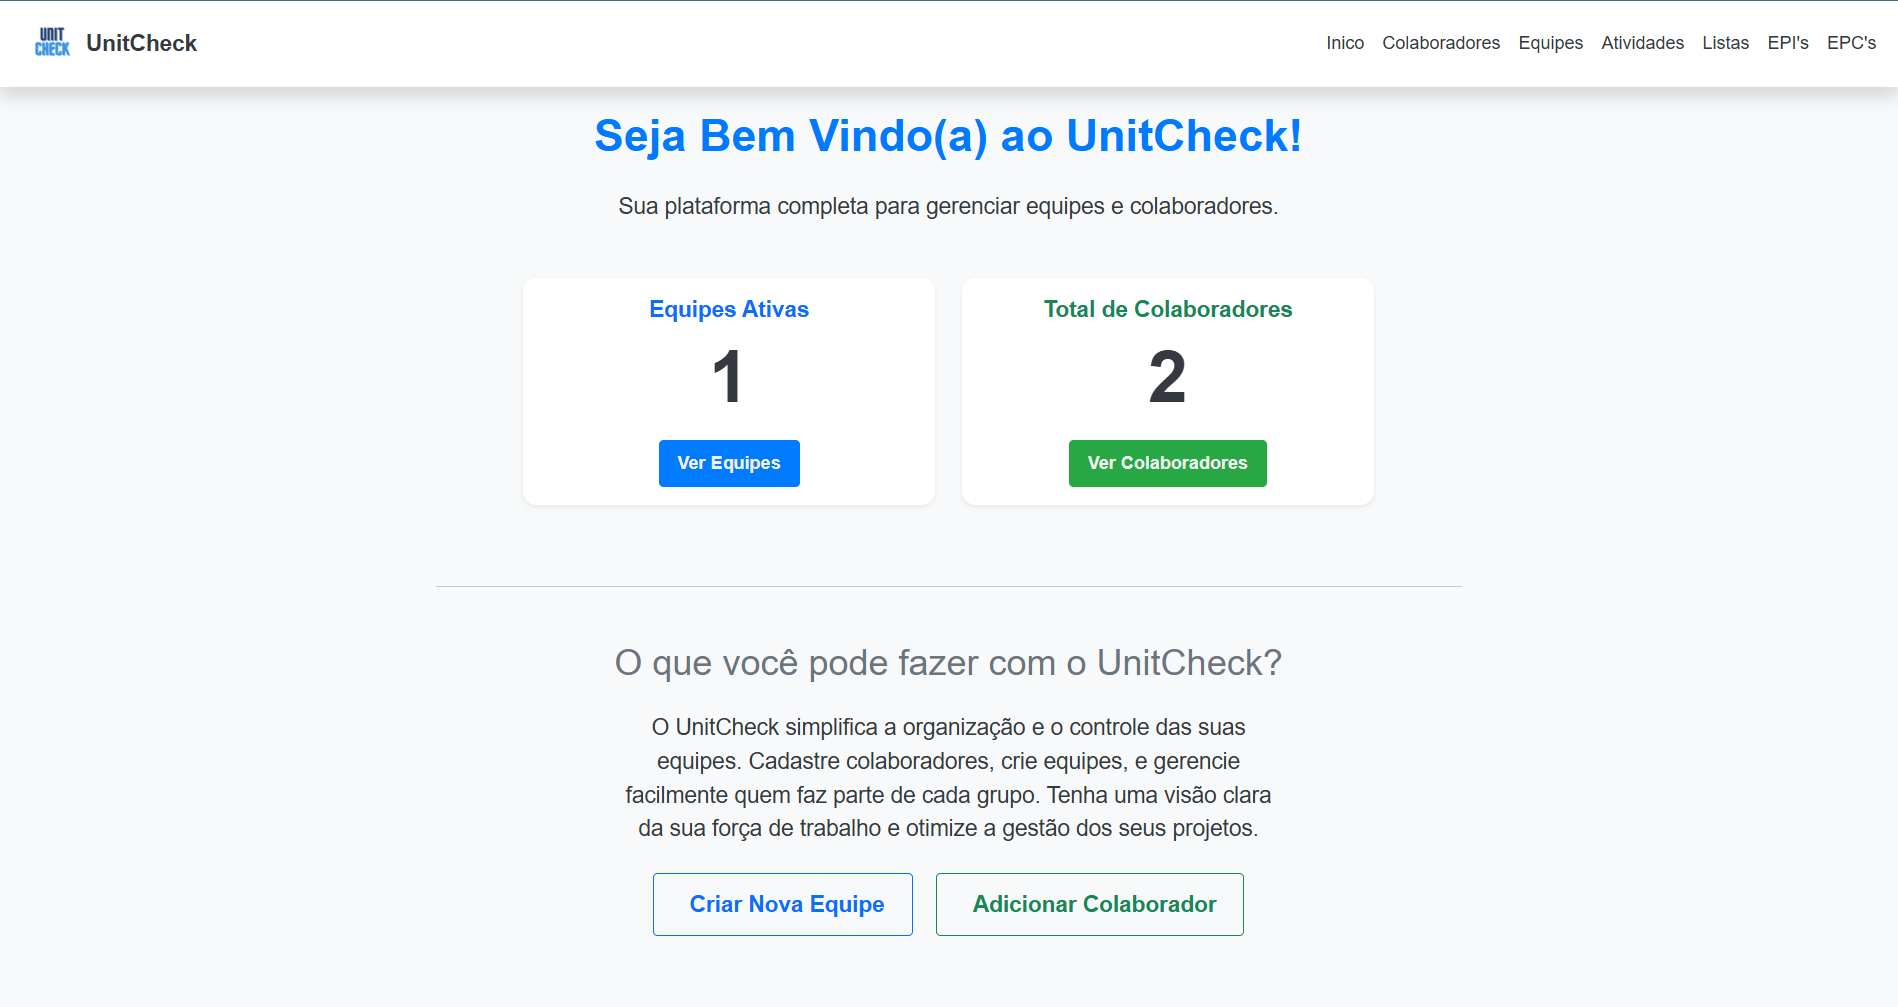 UNIT
CHECK
UnitCheck
Inico Colaboradores Equipes Atividades Listas EPI's EPC's
Seja Bem Vindo(a) ao UnitCheck!
Sua plataforma completa para gerenciar equipes e colaboradores.
Equipes Ativas
1
Ver Equipes
Total de Colaboradores
2
Ver Colaboradores
O que você pode fazer com o UnitCheck?
O UnitCheck simplifica a organização e o controle das suas
equipes. Cadastre colaboradores, crie equipes, e gerencie
facilmente quem faz parte de cada grupo. Tenha uma visão clara
da sua força de trabalho e otimize a gestão dos seus projetos.
Criar Nova Equipe
Adicionar Colaborador